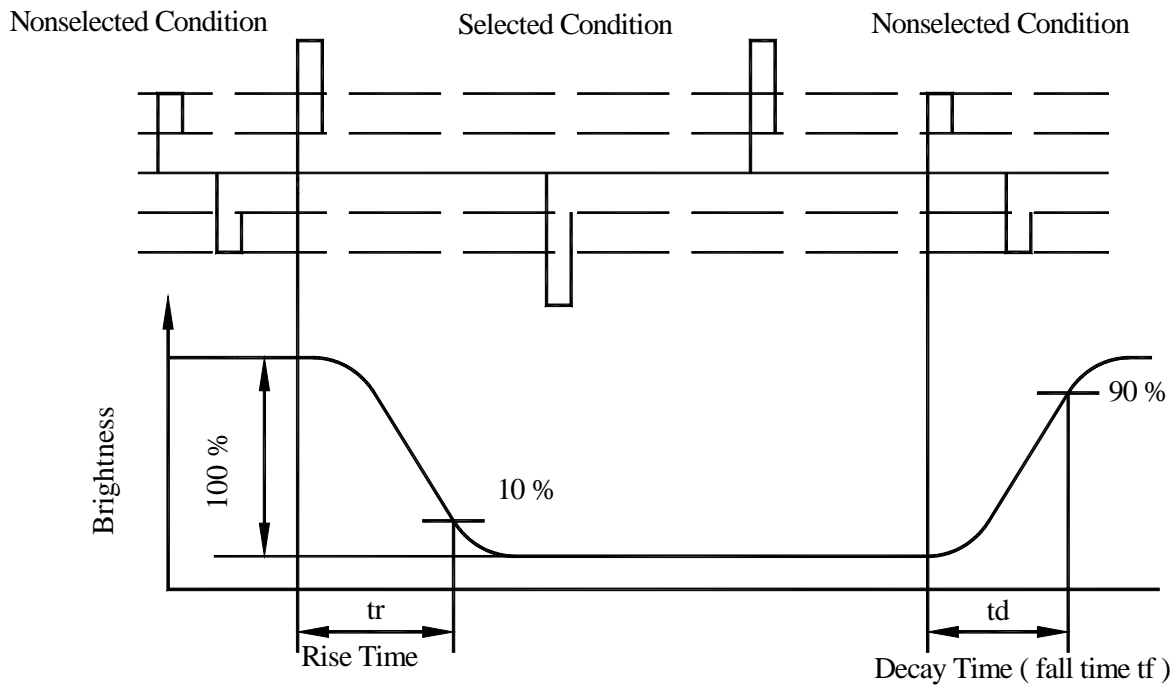 Nonselected Condition
Selected Condition
Nonselected Condition
Brightness
100 %
10 %
90 %
tr
Rise Time
td
Decay Time ( fall time tf )